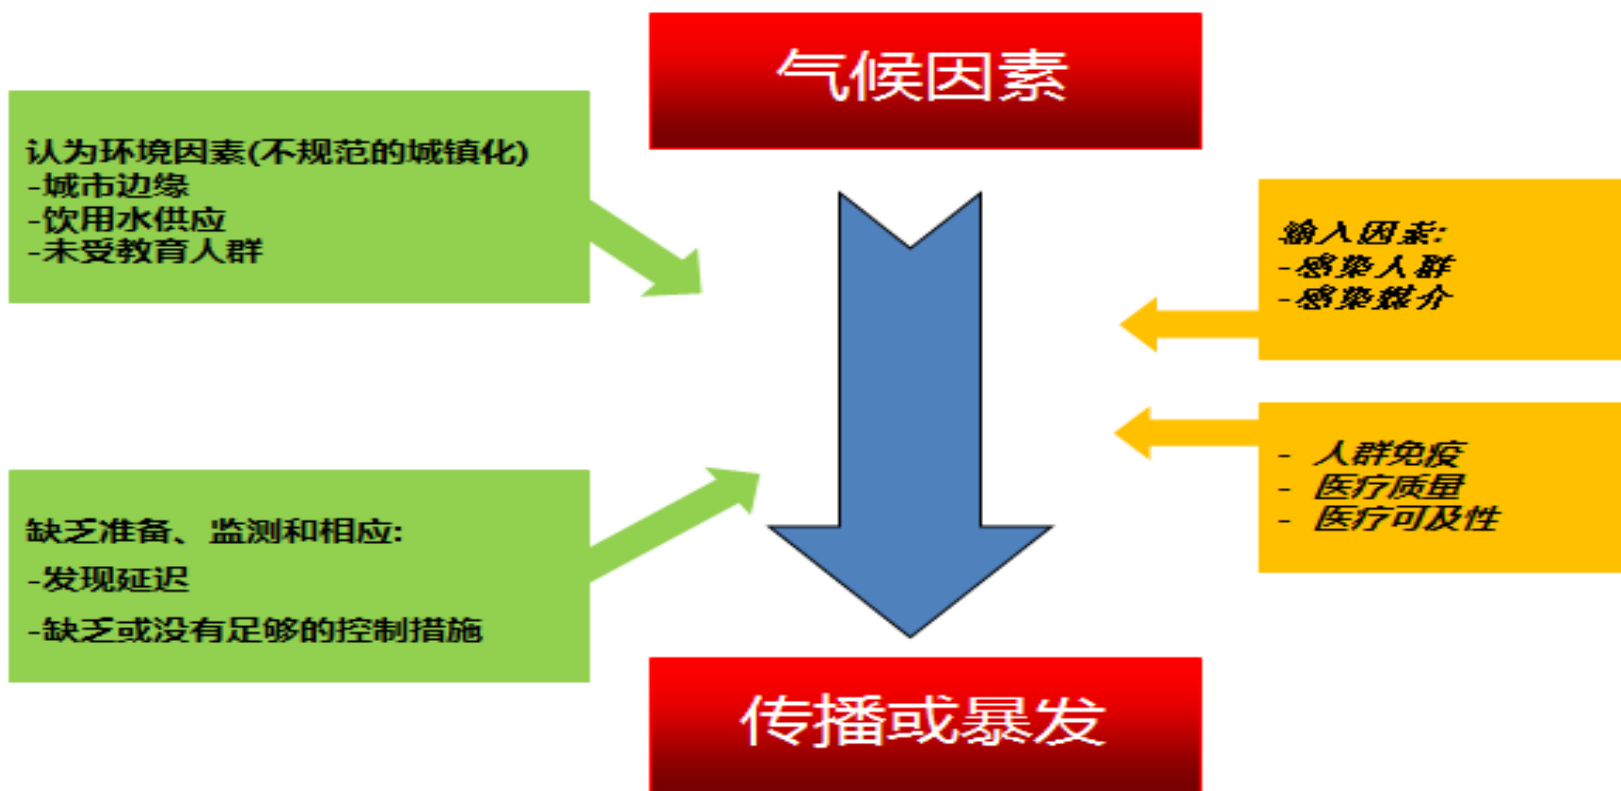 气候因素
认为环境因素(不规范的城镇化)
-城市边缘
-饮用水供应
-未受教育人群
输入因素:
-感染人群
-感染媒介
- 人群免疫
- 医疗质量
- 医疗可及性
缺乏准备、监测和相应:
-发现延迟
-缺乏或没有足够的控制措施
传播或暴发